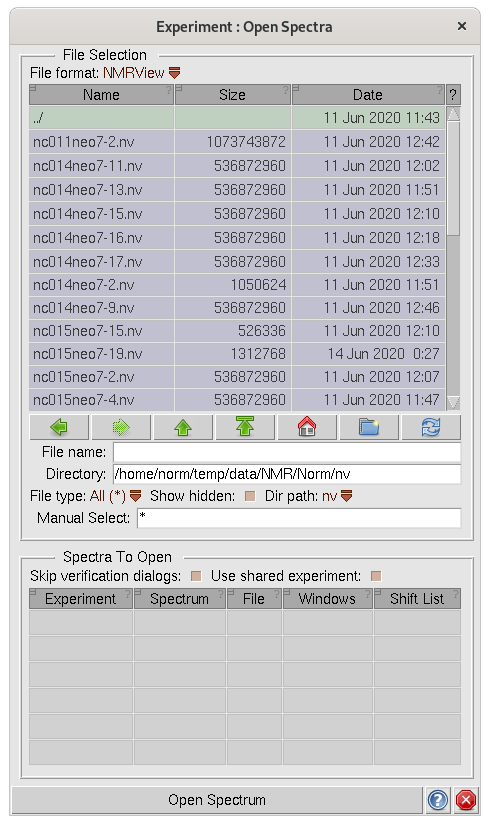 Experiment : Open Spectra ×
File Selection
File format: NMRView
Name ? Size ? Date ? ?
../ 11 Jun 2020 11:43
nc011neo7-2.nv 1073743872 11 Jun 2020 12:42
nc014neo7-11.nv 536872960 11 Jun 2020 12:02
nc014neo7-13.nv 536872960 11 Jun 2020 11:51
nc014neo7-15.nv 536872960 11 Jun 2020 12:10
nc014neo7-16.nv 536872960 11 Jun 2020 12:18
nc014neo7-17.nv 536872960 11 Jun 2020 12:33
nc014neo7-2.nv 1050624 11 Jun 2020 11:51
nc014neo7-9.nv 536872960 11 Jun 2020 12:46
nc015neo7-15.nv 526336 11 Jun 2020 12:10
nc015neo7-19.nv 1312768 14 Jun 2020 0:27
nc015neo7-2.nv 536872960 11 Jun 2020 12:07
nc015neo7-4.nv 536872960 11 Jun 2020 11:47
File name:
Directory: /home/norm/temp/data/NMR/Norm/nv
File type: All (*) Show hidden: Dir path: nv
Manual Select: *
Spectra To Open
Skip verification dialogs: Use shared experiment:
Experiment ? Spectrum ? File ? Windows ? Shift List ?
Open Spectrum ?